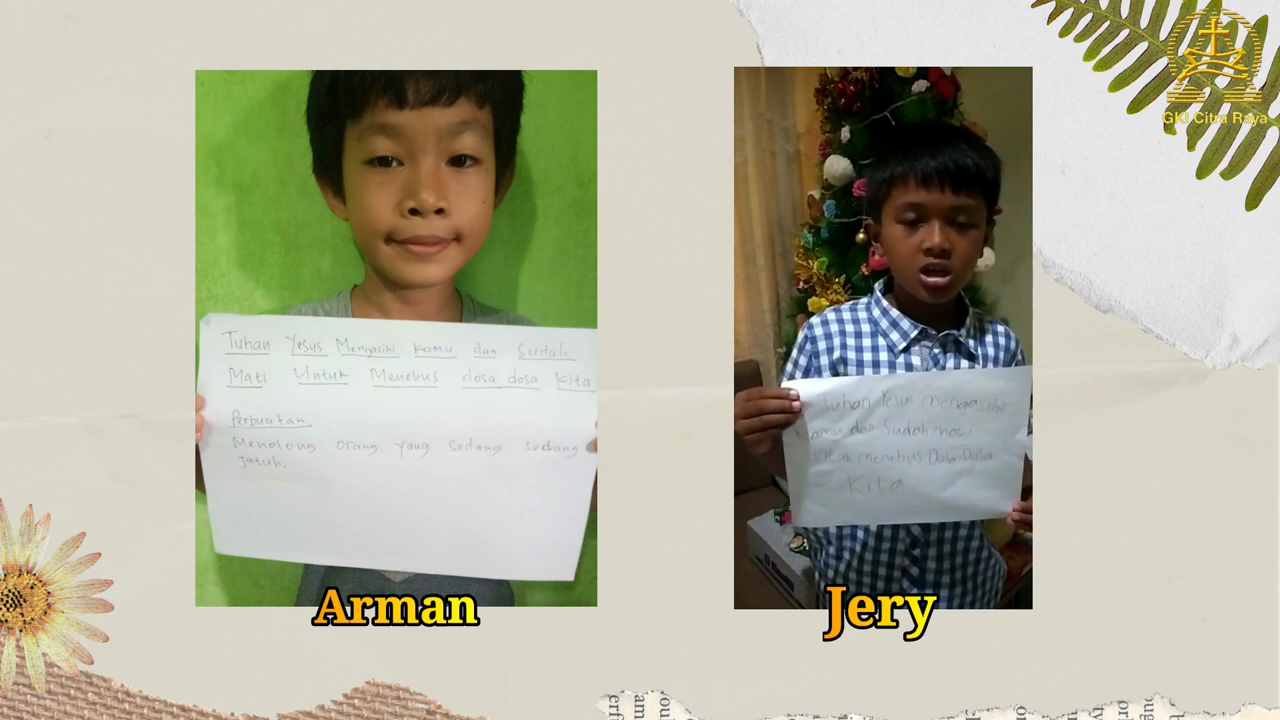 GKI Citra Raya
Tuhan Yesus Mengasihi kamu dan Sudah
Mati Untuk Menebus dosa dosa kita
Perbuatan.
Menolong orang yang sedang sedang
Jatuh.
Tuhan Yesus mengasihi
kamu dan Sudah mati
untuk menebus Dosa-Dosa
Kita
Arman
Jery